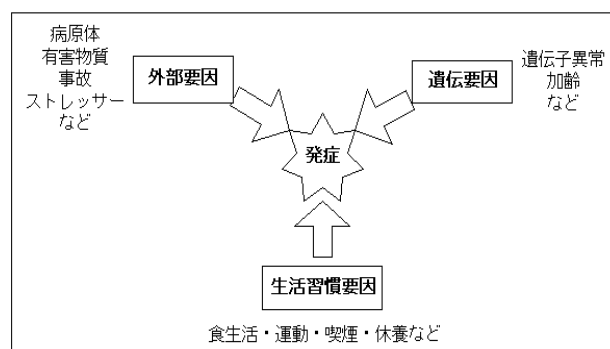 病原体
有害物質
事故
ストレッサー
など
外部要因
遺伝要因
遺伝子異常
加齢
など
発症
生活習慣要因
食生活・運動・喫煙・休養など